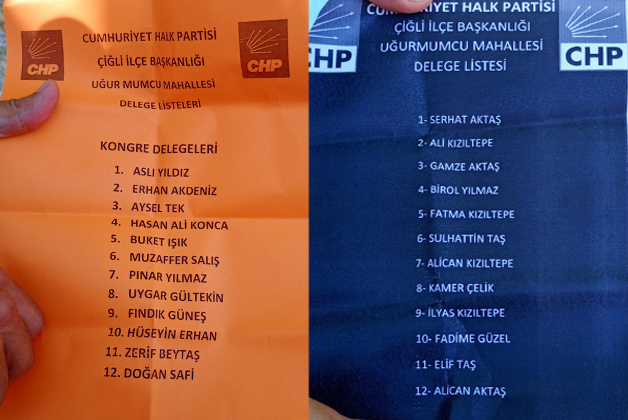 CHP
CHP
CUMHURİYET HALK PARTİSİ
ÇİĞLİ İLÇE BAŞKANLIĞI
UĞUR MUMCU MAHALLESİ
DELEGE LİSTELERİ
KONGRE DELEGELERİ
1. ASLI YILDIZ
2. ERHAN AKDENİZ
3. AYSEL TEK
4. HASAN ALİ KONCA
5. BUKET IŞIK
6. MUZAFFER SALIŞ
7. PINAR YILMAZ
8. UYGAR GÜLTEKİN
9. FINDIK GÜNEŞ
10. HÜSEYİN ERHAN
11. ZERİF BEYTAŞ
12. DOĞAN SAFİ
CHP
CHP
CUMHURİYET HALK PARTİSİ
ÇİĞLİ İLÇE BAŞKANLIĞI
UĞURMUMCU MAHALLESİ
DELEGE LİSTESİ
1- SERHAT AKTAŞ
2- ALİ KIZILTEPE
3- GAMZE AKTAŞ
4- BİROL YILMAZ
5- FATMA KIZILTEPE
6- SULHATTİN TAŞ
7- ALİCAN KIZILTEPE
8- KAMER ÇELİK
9- İLYAS KIZILTEPE
10- FADİME GÜZEL
11- ELİF TAŞ
12- ALİCAN AKTAŞ